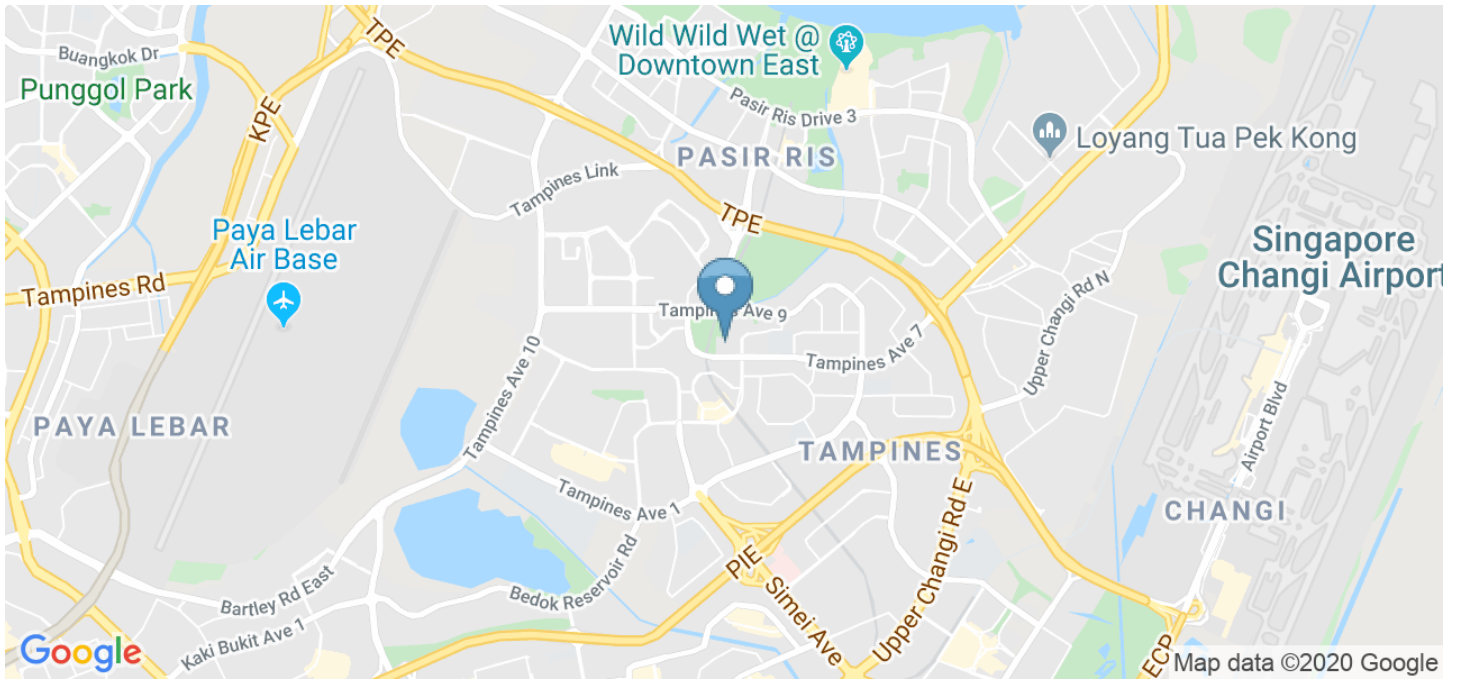 Buangkok Dr
TPE
Wild Wild Wet @
Downtown East
Punggol Park
KPE
Pasir Ris Drive 3
Loyang Tua Pek Kong
PASIR RIS
Tampines Link
TPE
Paya Lebar
Air Base
Singapore
Changi Airport
Tampines Rd
Tampines Ave 9
Upper Changi Rd N
Tampines Ave 7
Tampines Ave 10
PAYA LEBAR
Airport Blvd
TAMPINES
Tampines Ave 1
CHANGI
Upper Changi Rd E
PIE
Bedok Reservoir Rd
Bartley Rd East
Simei Ave
Kaki Bukit Ave 1
ECP
Google
Map data ©2020 Google